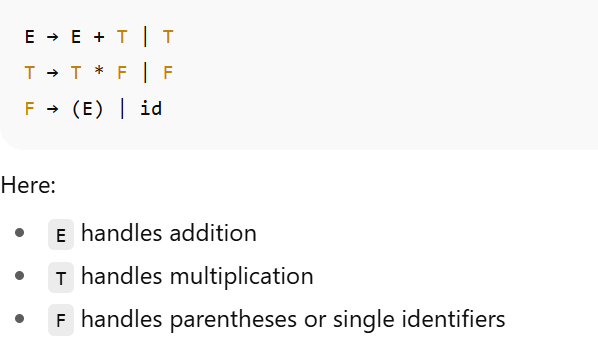 E → E + T | T
T → T * F | F
F → (E) | id
Here:
• E handles addition
• T handles multiplication
• F handles parentheses or single identifiers